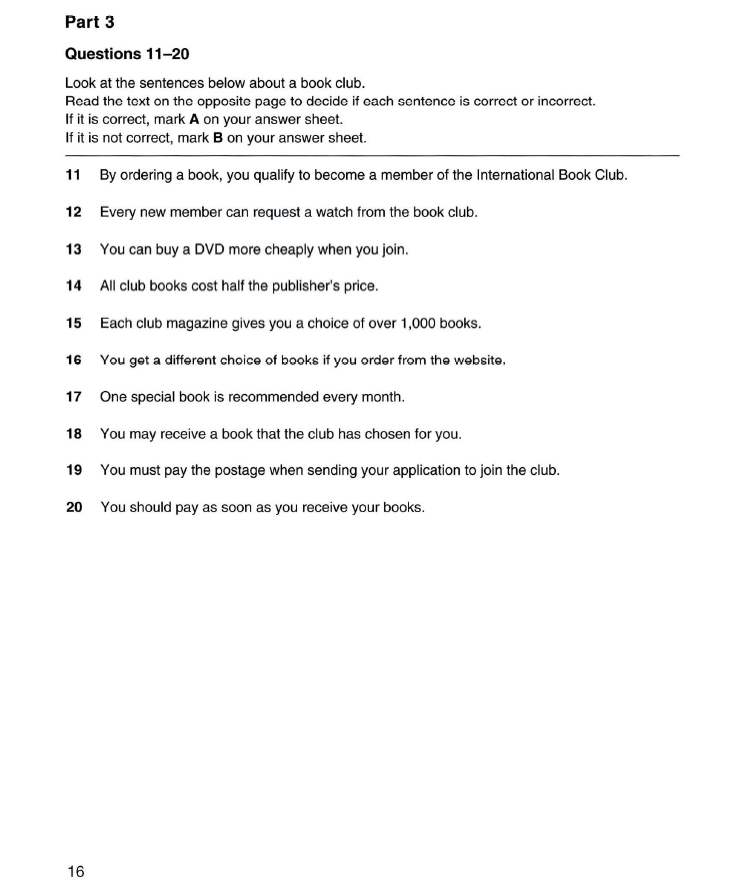 Part 3
Questions 11–20
Look at the sentences below about a book club.
Read the text on the opposite page to decide if each sentence is correct or incorrect.
If it is correct, mark A on your answer sheet.
If it is not correct, mark B on your answer sheet.
11 By ordering a book, you qualify to become a member of the International Book Club.
12 Every new member can request a watch from the book club.
13 You can buy a DVD more cheaply when you join.
14 All club books cost half the publisher's price.
15 Each club magazine gives you a choice of over 1,000 books.
16 You get a different choice of books if you order from the website.
17 One special book is recommended every month.
18 You may receive a book that the club has chosen for you.
19 You must pay the postage when sending your application to join the club.
20 You should pay as soon as you receive your books.
16